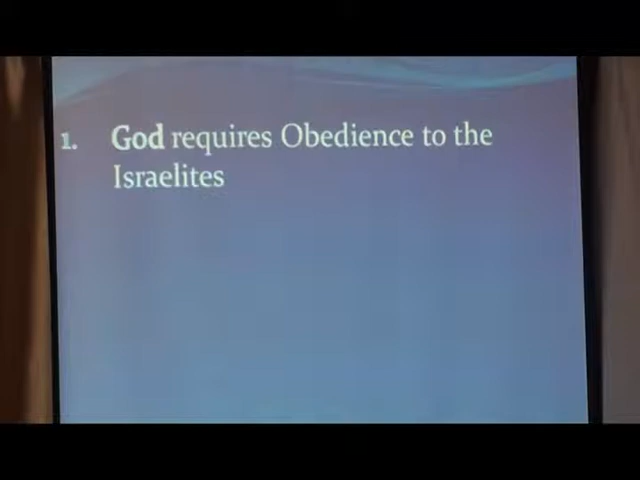 1. God requires Obedience to the
Israelites